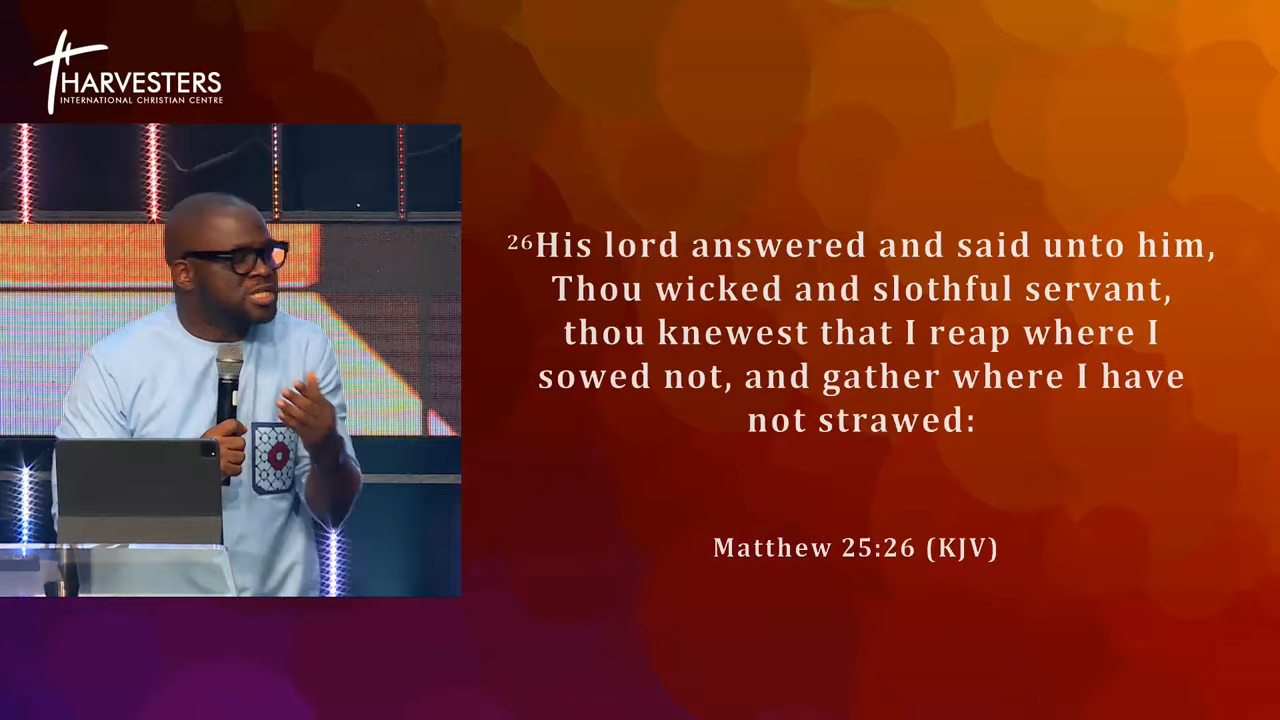 HARVESTERS
INTERNATIONAL CHRISTIAN CENTRE
26His lord answered and said unto him,
Thou wicked and slothful servant,
thou knewest that I reap where I
sowed not, and gather where I have
not strawed:
Matthew 25:26 (KJV)